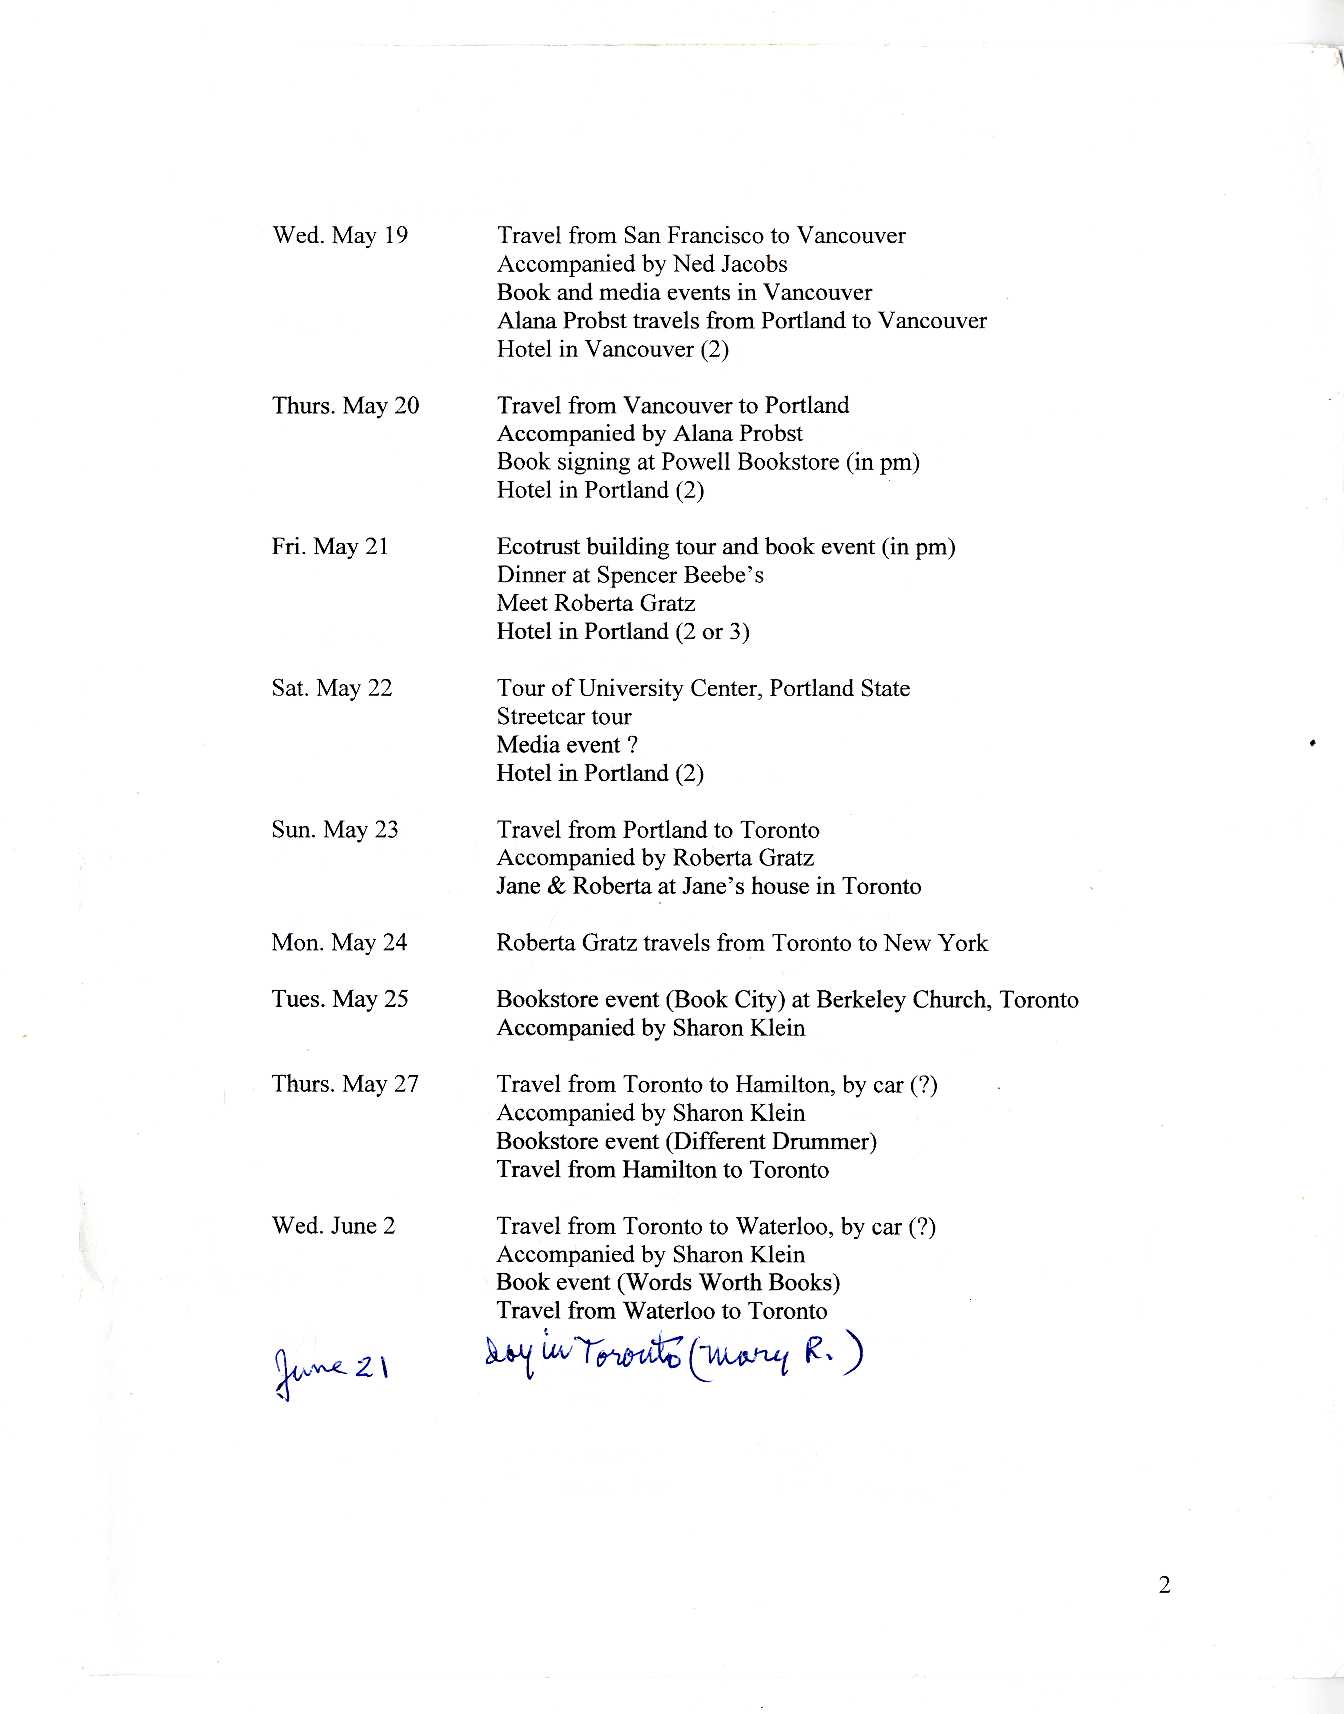 Wed. May 19 Travel from San Francisco to Vancouver
Accompanied by Ned Jacobs
Book and media events in Vancouver
Alana Probst travels from Portland to Vancouver
Hotel in Vancouver (2)
Thurs. May 20 Travel from Vancouver to Portland
Accompanied by Alana Probst
Book signing at Powell Bookstore (in pm)
Hotel in Portland (2)
Fri. May 21 Ecotrust building tour and book event (in pm)
Dinner at Spencer Beebe's
Meet Roberta Gratz
Hotel in Portland (2 or 3)
Sat. May 22 Tour of University Center, Portland State
Streetcar tour
Media event ?
Hotel in Portland (2)
Sun. May 23 Travel from Portland to Toronto
Accompanied by Roberta Gratz
Jane & Roberta at Jane's house in Toronto
Mon. May 24 Roberta Gratz travels from Toronto to New York
Tues. May 25 Bookstore event (Book City) at Berkeley Church, Toronto
Accompanied by Sharon Klein
Thurs. May 27 Travel from Toronto to Hamilton, by car (?)
Accompanied by Sharon Klein
Bookstore event (Different Drummer)
Travel from Hamilton to Toronto
Wed. June 2 Travel from Toronto to Waterloo, by car (?)
Accompanied by Sharon Klein
Book event (Words Worth Books)
Travel from Waterloo to Toronto
June 21 Day in Toronto (Mary R.)
2